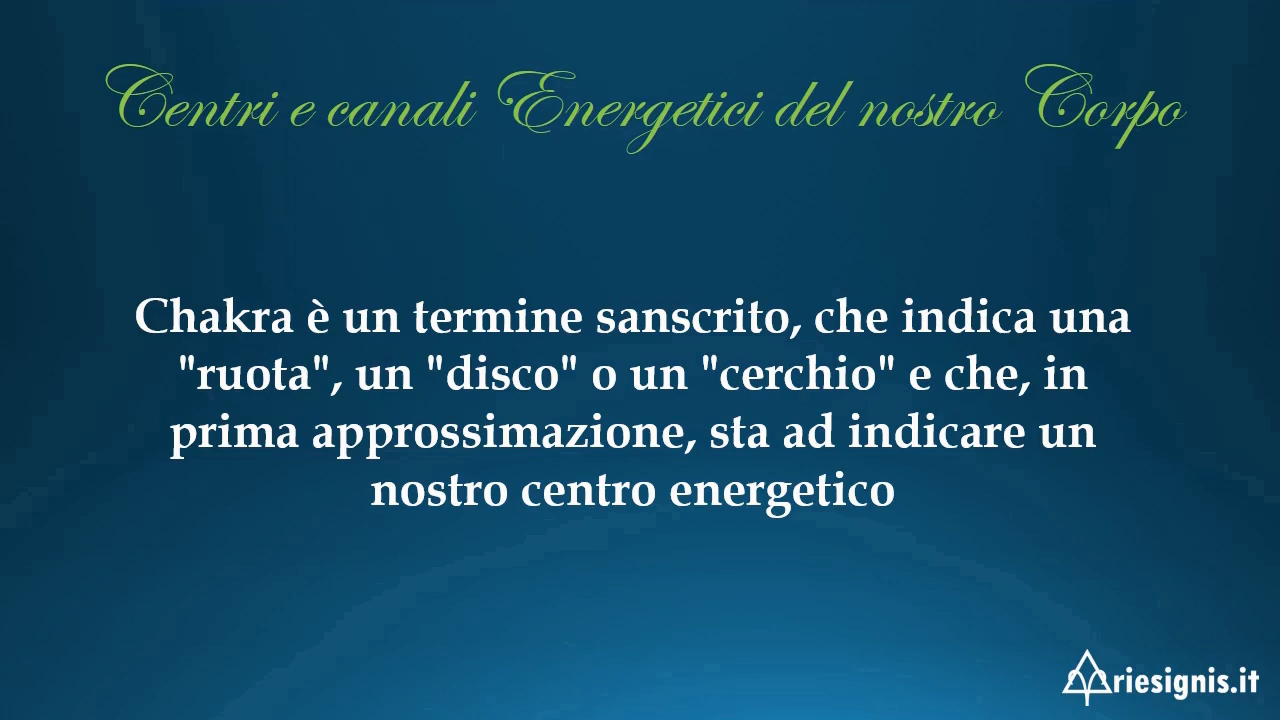 Centri e canali Energetici del nostro Corpo
Chakra è un termine sanscrito, che indica una
"ruota", un "disco" o un "cerchio" e che, in
prima approssimazione, sta ad indicare un
nostro centro energetico
Ariesignis.it